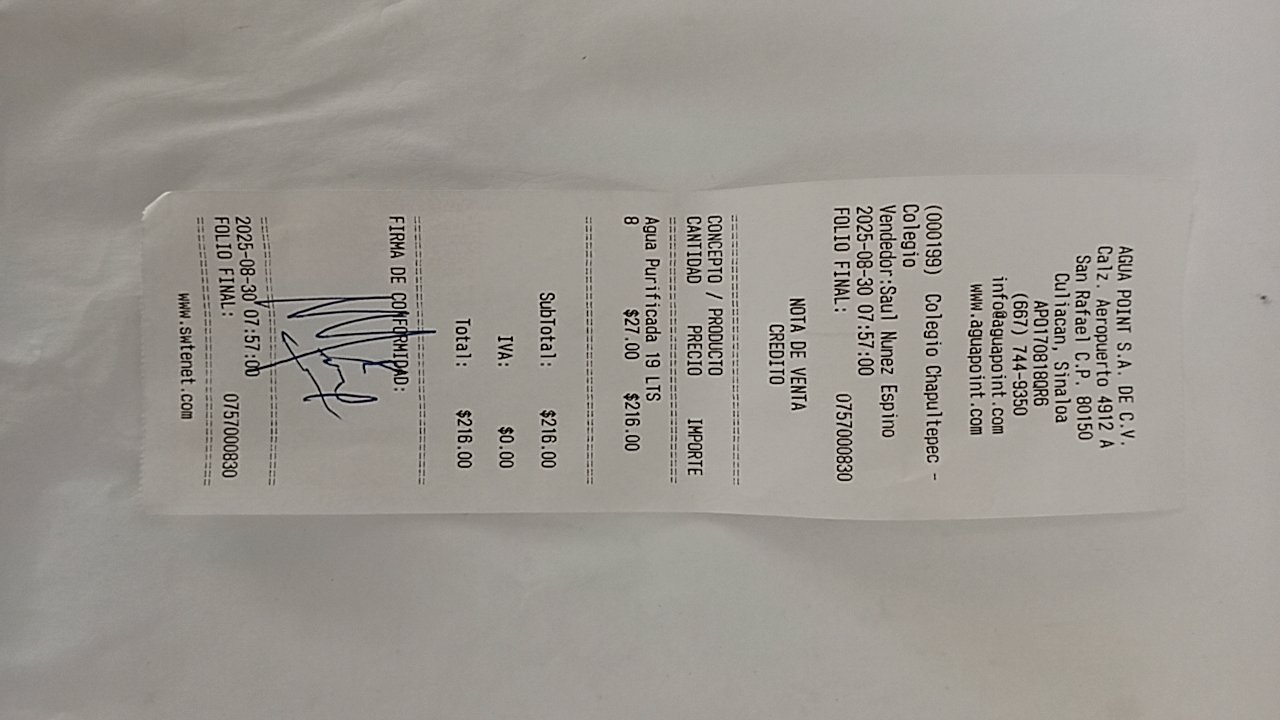 AGUA POINT S.A. DE C.V.
Calz. Aeropuerto 4912 A
San Rafael C.P. 80150
Culiacan, Sinaloa
APO170818QR6
(667) 744-9350
info@aguapoint.com
www.aguapoint.com
(000199) Colegio Chapultepec -
Colegio
Vendedor:Saul Nunez Espino
2025-08-30 07:57:00
FOLIO FINAL: 0757000830
NOTA DE VENTA
CREDITO
CONCEPTO / PRODUCTO
CANTIDAD PRECIO IMPORTE
Agua Purificada 19 LTS
8 $27.00 $216.00
SubTotal: $216.00
IVA: $0.00
Total: $216.00
FIRMA DE CONFORMIDAD:
2025-08-30 07:57:00
FOLIO FINAL: 0757000830
www.swtenet.com